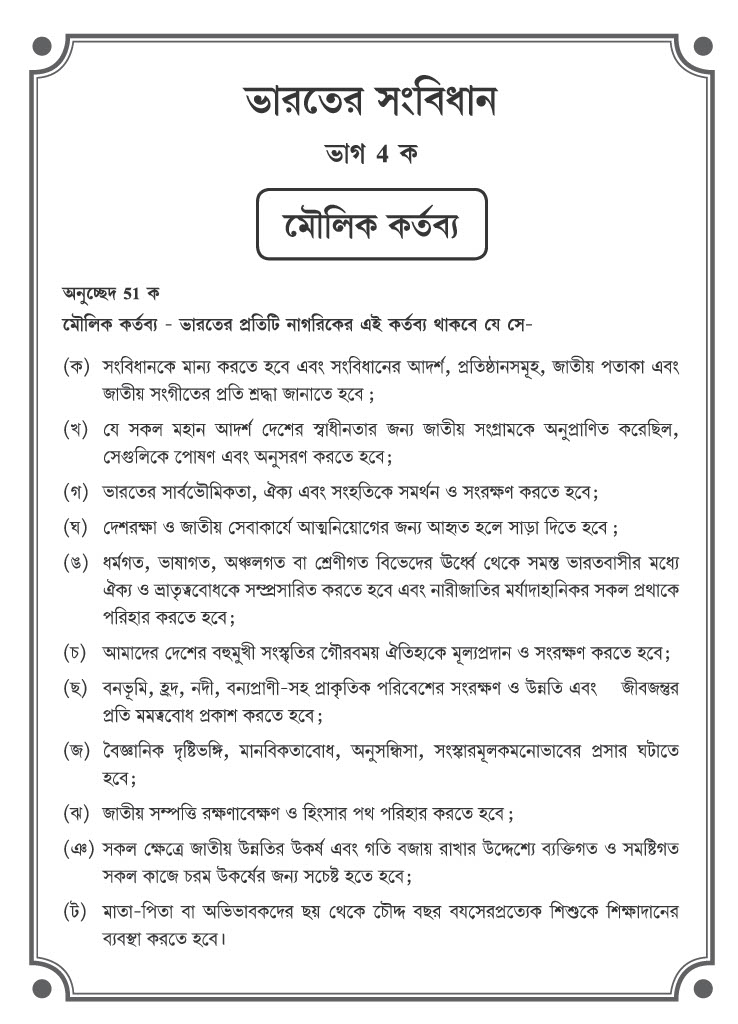 ভারতের সংবিধান
ভাগ 4 ক
মৌলিক কর্তব্য
অনুচ্ছেদ 51 ক
মৌলিক কর্তব্য - ভারতের প্রতিটি নাগরিকের এই কর্তব্য থাকবে যে সে-
(ক) সংবিধানকে মান্য করতে হবে এবং সংবিধানের আদর্শ, প্রতিষ্ঠানসমূহ, জাতীয় পতাকা এবং
জাতীয় সংগীতের প্রতি শ্রদ্ধা জানাতে হবে ;
(খ) যে সকল মহান আদর্শ দেশের স্বাধীনতার জন্য জাতীয় সংগ্রামকে অনুপ্রাণিত করেছিল,
সেগুলিকে পোষণ এবং অনুসরণ করতে হবে;
(গ) ভারতের সার্বভৌমিকতা, ঐক্য এবং সংহতিকে সমর্থন ও সংরক্ষণ করতে হবে;
(ঘ) দেশরক্ষা ও জাতীয় সেবাকার্যে আত্মনিয়োগের জন্য আহৃত হলে সাড়া দিতে হবে ;
(ঙ) ধর্মগত, ভাষাগত, অঞ্চলগত বা শ্রেণীগত বিভেদের ঊর্ধ্বে থেকে সমস্ত ভারতবাসীর মধ্যে
ঐক্য ও ভ্রাতৃত্ববোধকে সম্প্রসারিত করতে হবে এবং নারীজাতির মর্যাদাহানিকর সকল প্রথাকে
পরিহার করতে হবে;
(চ) আমাদের দেশের বহুমুখী সংস্কৃতির গৌরবময় ঐতিহ্যকে মূল্যপ্রদান ও সংরক্ষণ করতে হবে;
(ছ) বনভূমি, হ্রদ, নদী, বন্যপ্রাণী-সহ প্রাকৃতিক পরিবেশের সংরক্ষণ ও উন্নতি এবং জীবজন্তুর
প্রতি মমত্ববোধ প্রকাশ করতে হবে;
(জ) বৈজ্ঞানিক দৃষ্টিভঙ্গি, মানবিকতাবোধ, অনুসন্ধিসা, সংস্কারমূলকমনোভাবের প্রসার ঘটাতে
হবে;
(ঝ) জাতীয় সম্পত্তি রক্ষণাবেক্ষণ ও হিংসার পথ পরিহার করতে হবে ;
(ঞ) সকল ক্ষেত্রে জাতীয় উন্নতির উকর্ষ এবং গতি বজায় রাখার উদ্দেশ্যে ব্যক্তিগত ও সমষ্টিগত
সকল কাজে চরম উকর্ষের জন্য সচেষ্ট হতে হবে;
(ট) মাতা-পিতা বা অভিভাবকদের ছয় থেকে চৌদ্দ বছর বযসেরপ্রত্যেক শিশুকে শিক্ষাদানের
ব্যবস্থা করতে হবে।